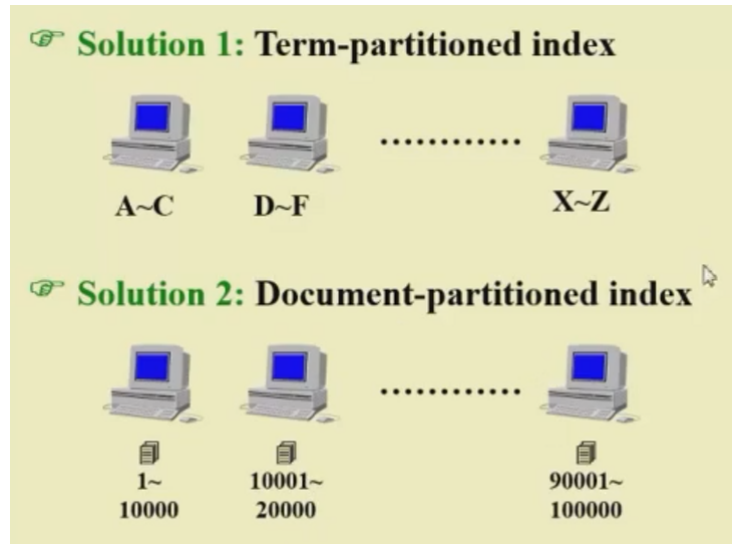 ☞ Solution 1: Term-partitioned index
A~C D~F ............ X~Z
☞ Solution 2: Document-partitioned index
............
1~ 10001~ 90001~
10000 20000 100000